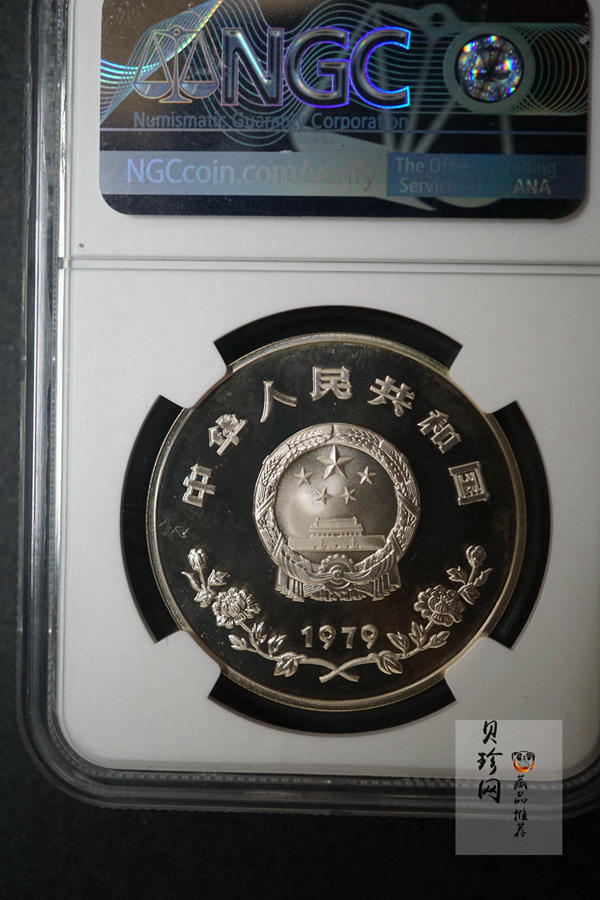 NGC
Numismatic Guaranty Corporation
NGCcoin.com/verify
The Official Grading
Service of the ANA
中华人民共和国
1979
贝珍网
藏品推荐